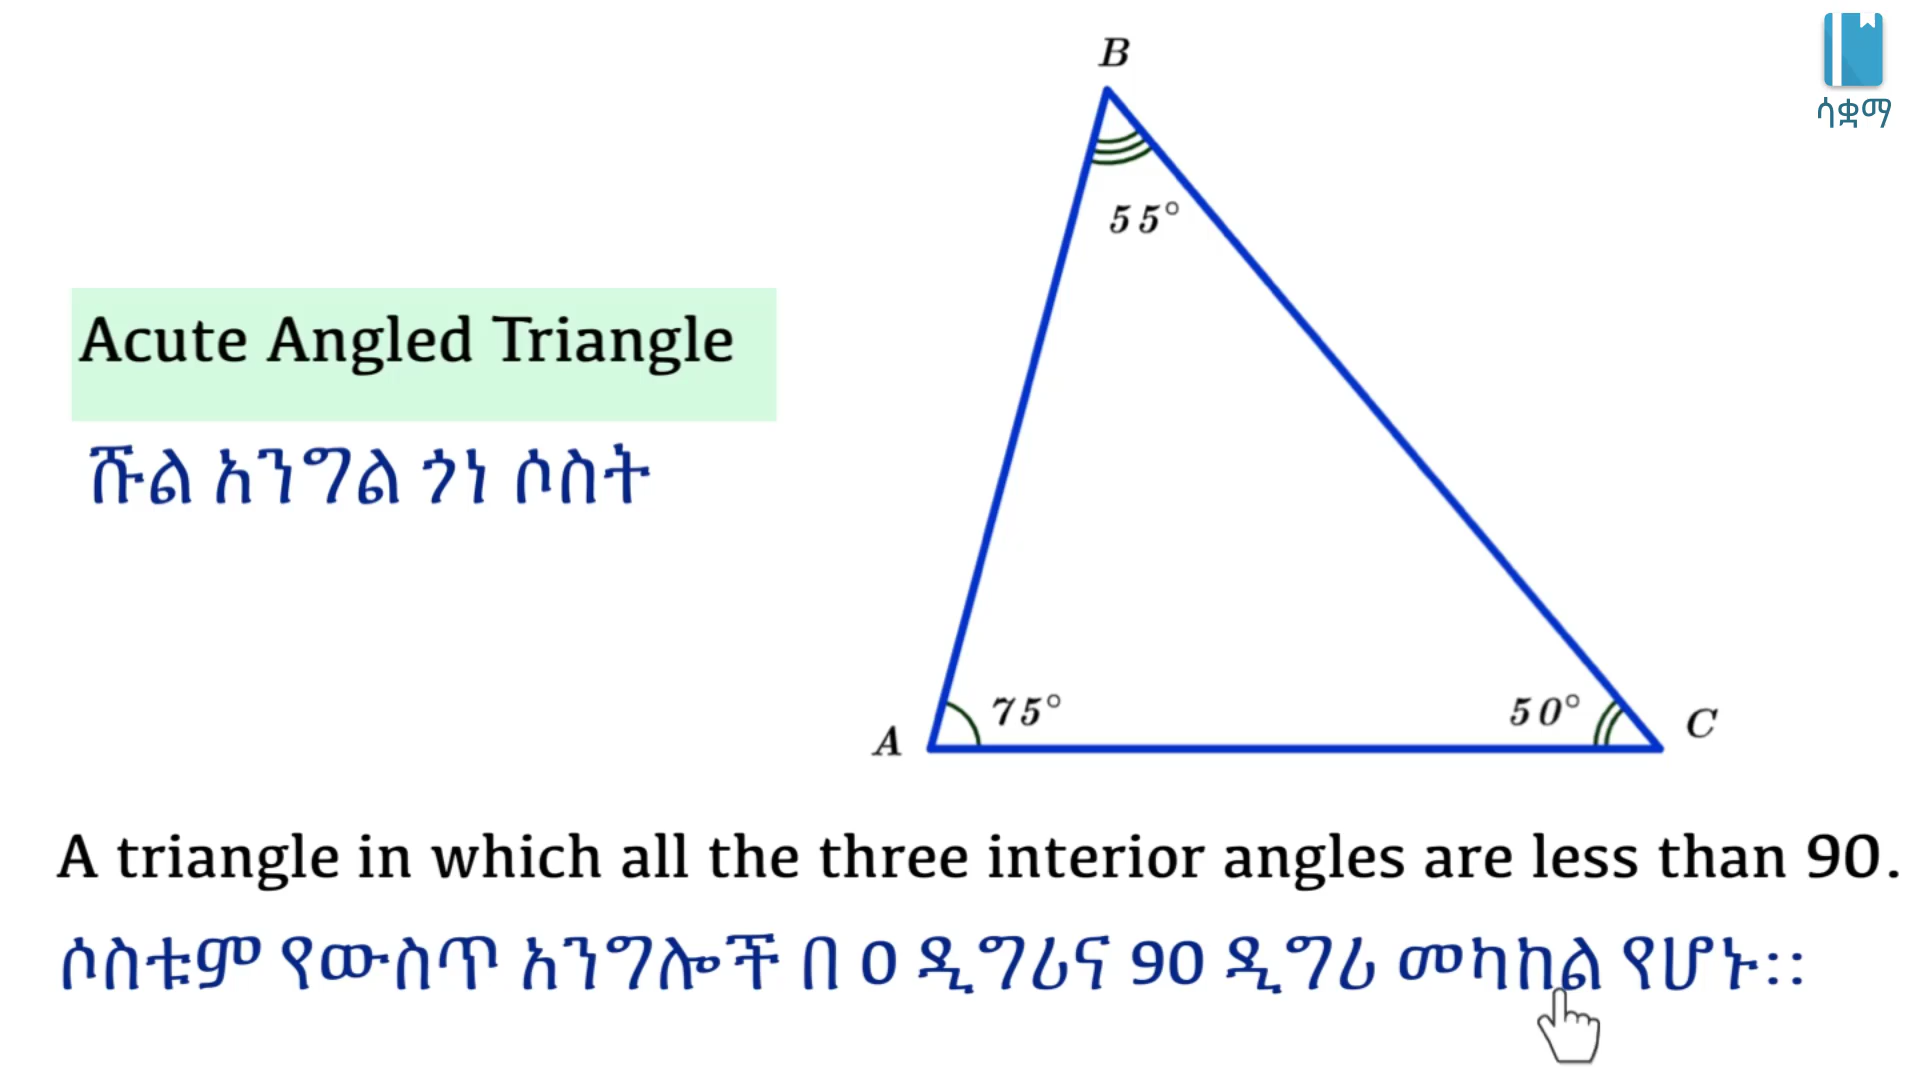 ሳቋማ
B
55°
Acute Angled Triangle
ሹል አንግል ጎነ ሶስት
75°
50°
A
C
A triangle in which all the three interior angles are less than 90.
ሶስቱም የውስጥ አንግሎች በ 0 ዲግሪና 90 ዲግሪ መካከል የሆኑ::